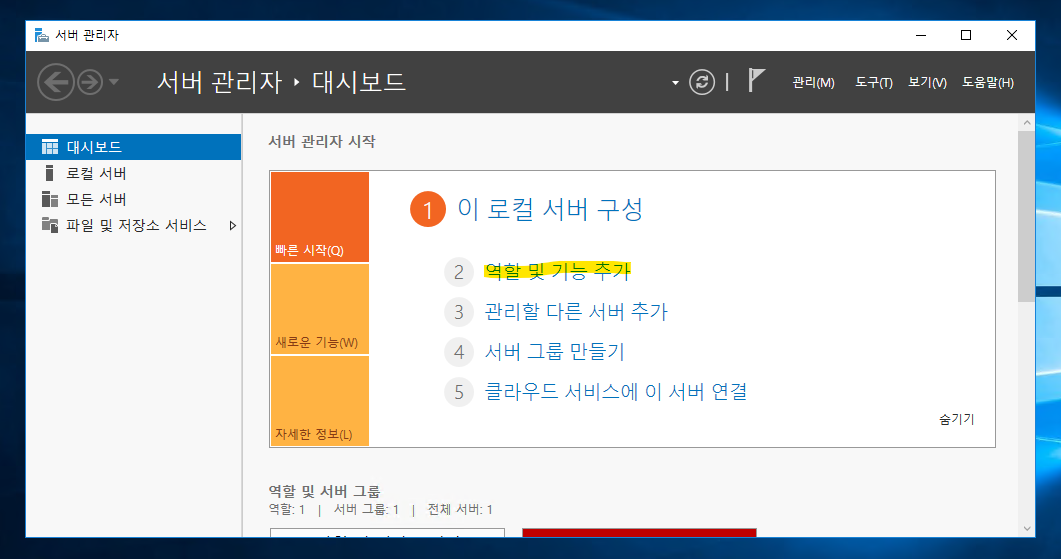 서버 관리자
서버 관리자 ‣ 대시보드
관리(M) 도구(T) 보기(V) 도움말(H)
대시보드
로컬 서버
모든 서버
파일 및 저장소 서비스
서버 관리자 시작
빠른 시작(Q)
새로운 기능(W)
자세한 정보(L)
1 이 로컬 서버 구성
2 역할 및 기능 추가
3 관리할 다른 서버 추가
4 서버 그룹 만들기
5 클라우드 서비스에 이 서버 연결
숨기기
역할 및 서버 그룹
역할: 1 | 서버 그룹: 1 | 전체 서버: 1